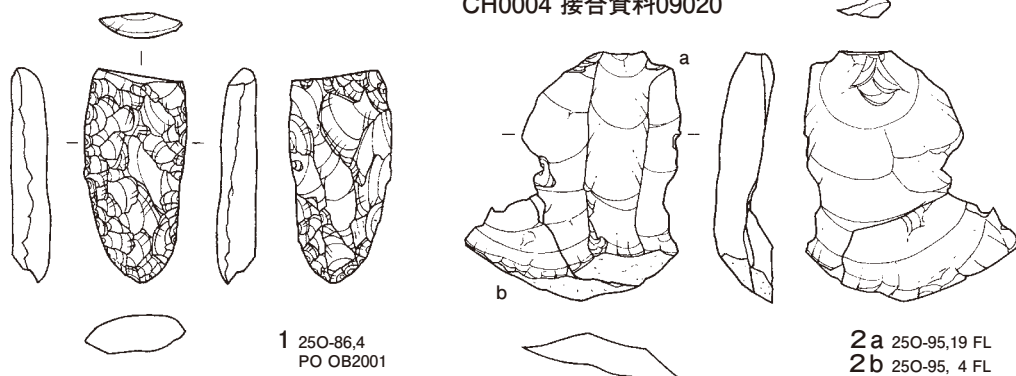 CH0004 接合資料09020
a
b
1 25O-86,4
PO OB2001
2a 25O-95,19 FL
2b 25O-95, 4 FL